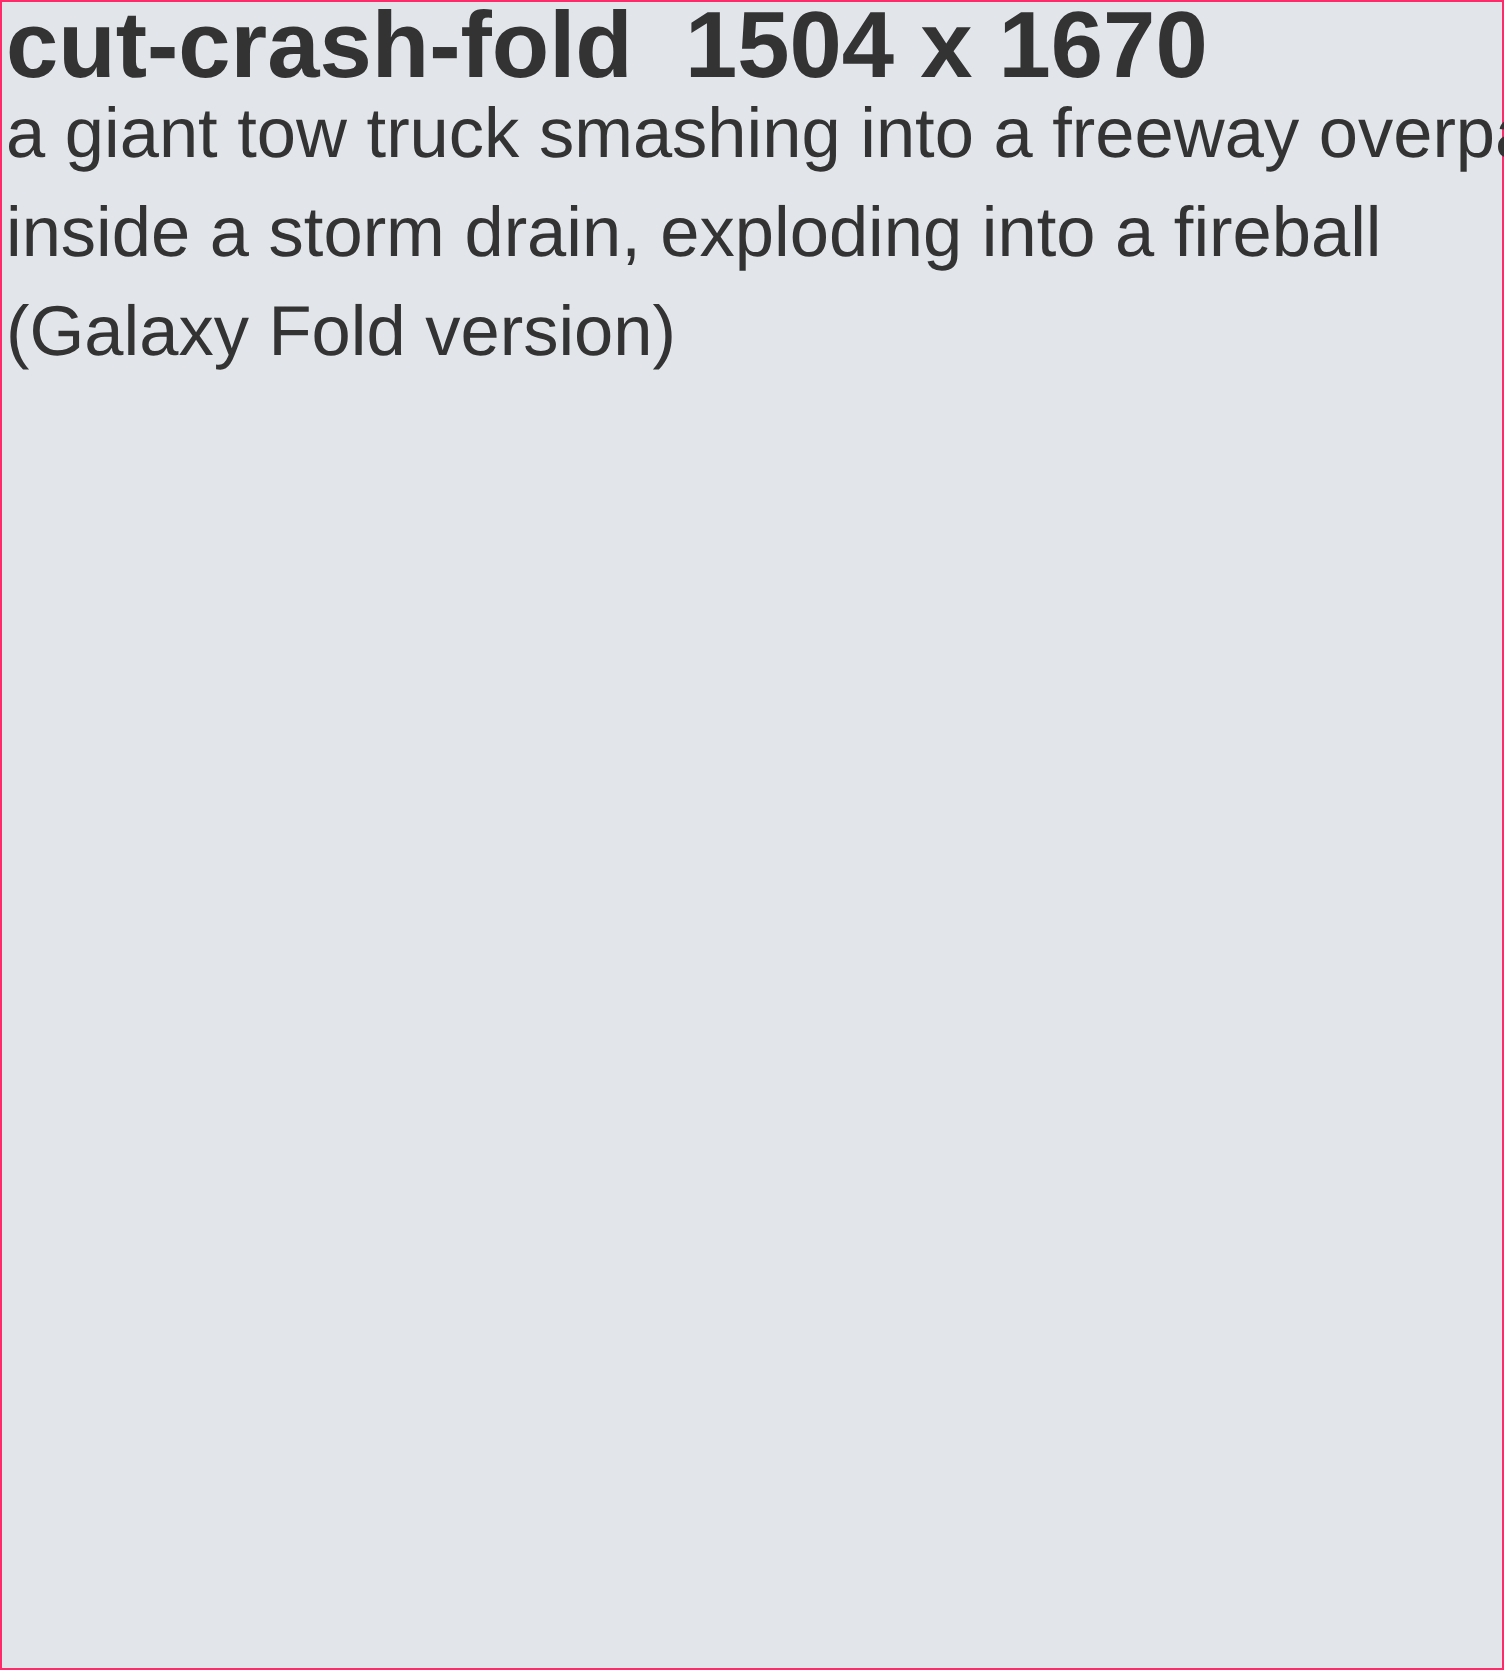 cut-crash-fold 1504 x 1670
a giant tow truck smashing into a freeway
inside a storm drain, exploding into a fireball
(Galaxy Fold version)